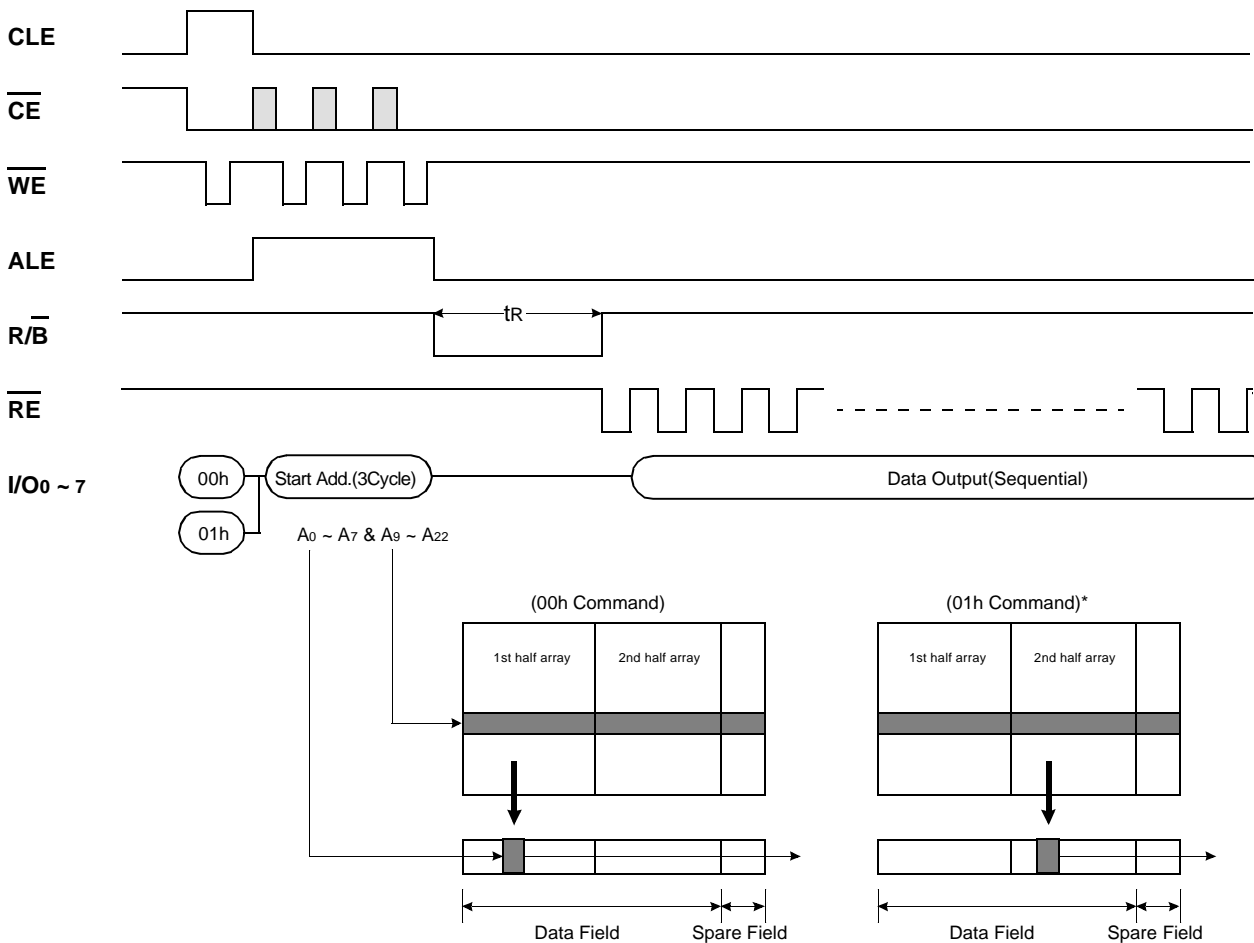 CLE
CE
WE
ALE
R/B
tR
RE
I/O0 ~ 7
00h
Start Add.(3Cycle)
Data Output(Sequential)
01h
A0 ~ A7 & A9 ~ A22
(00h Command)
(01h Command)*
1st half array
2nd half array
1st half array
2nd half array
Data Field
Spare Field
Data Field
Spare Field